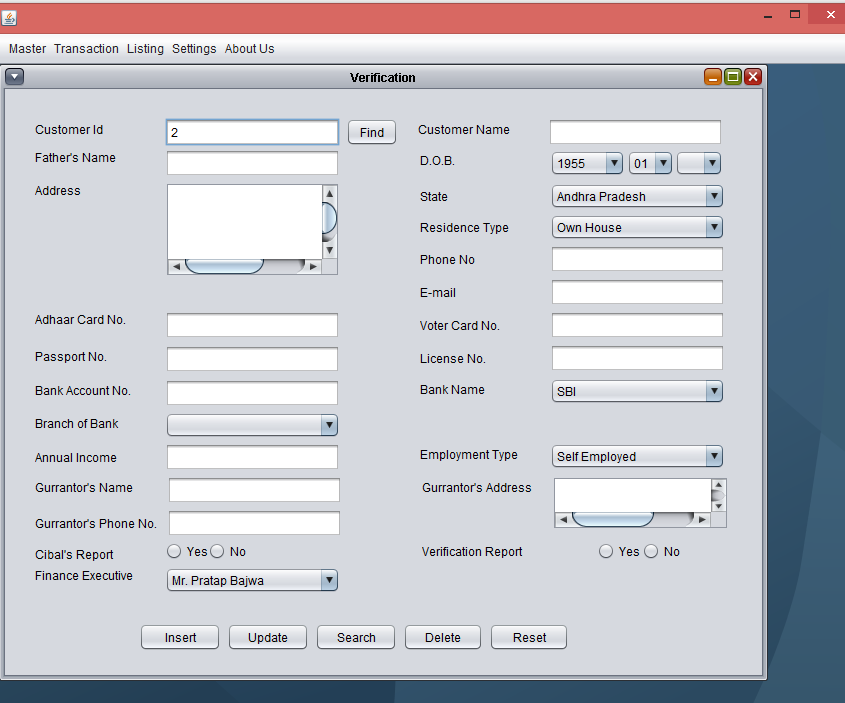 Master Transaction Listing Settings About Us
Verification
Customer Id 2 Find Customer Name
Father's Name D.O.B. 1955 01
Address State Andhra Pradesh
Residence Type Own House
Phone No
E-mail
Adhaar Card No. Voter Card No.
Passport No. License No.
Bank Account No. Bank Name SBI
Branch of Bank
Annual Income Employment Type Self Employed
Gurrantor's Name Gurrantor's Address
Gurrantor's Phone No.
Cibal's Report Yes No Verification Report Yes No
Finance Executive Mr. Pratap Bajwa
Insert Update Search Delete Reset